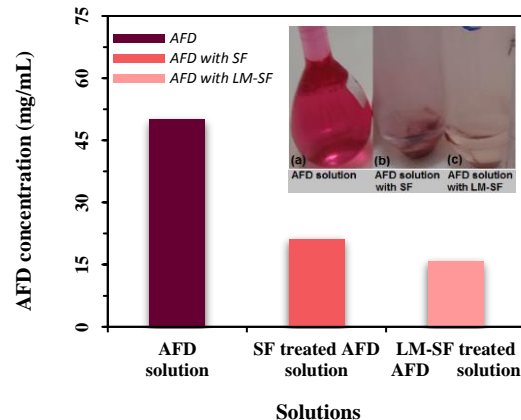 AFD concentration (mg/mL)
75
60
45
30
15
0
AFD
AFD with SF
AFD with LM-SF
(a)
(b)
(c)
AFD solution
AFD solution
with SF
AFD solution
with LM-SF
AFD
solution
SF treated AFD
solution
LM-SF treated
AFD solution
Solutions